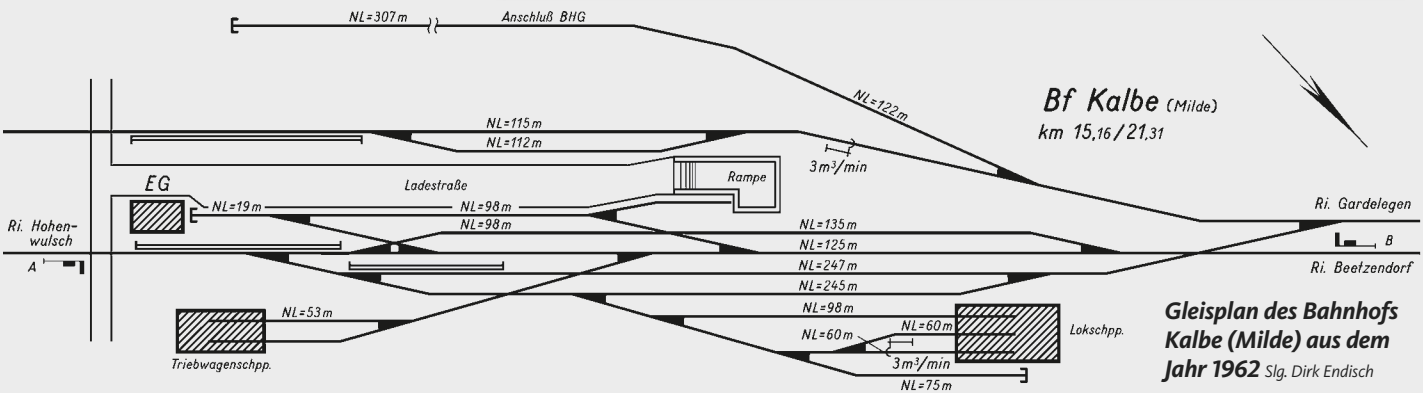 NL=307m
Anschluß BHG
NL=122m
Bf Kalbe (Milde)
km 15,16/21,31
NL=115m
NL=112m
3m³/min
Rampe
EG
Ladestraße
NL=19m
NL=98m
NL=98m
NL=135m
NL=125m
NL=247m
NL=245m
Ri. Hohen-
wulsch
A
Ri. Gardelegen
B
Ri. Beetzendorf
NL=53m
Triebwagenschpp.
NL=98m
NL=60m
NL=60m
3m³/min
NL=75m
Lokschpp.
Gleisplan des Bahnhofs
Kalbe (Milde) aus dem
Jahr 1962 Slg. Dirk Endisch